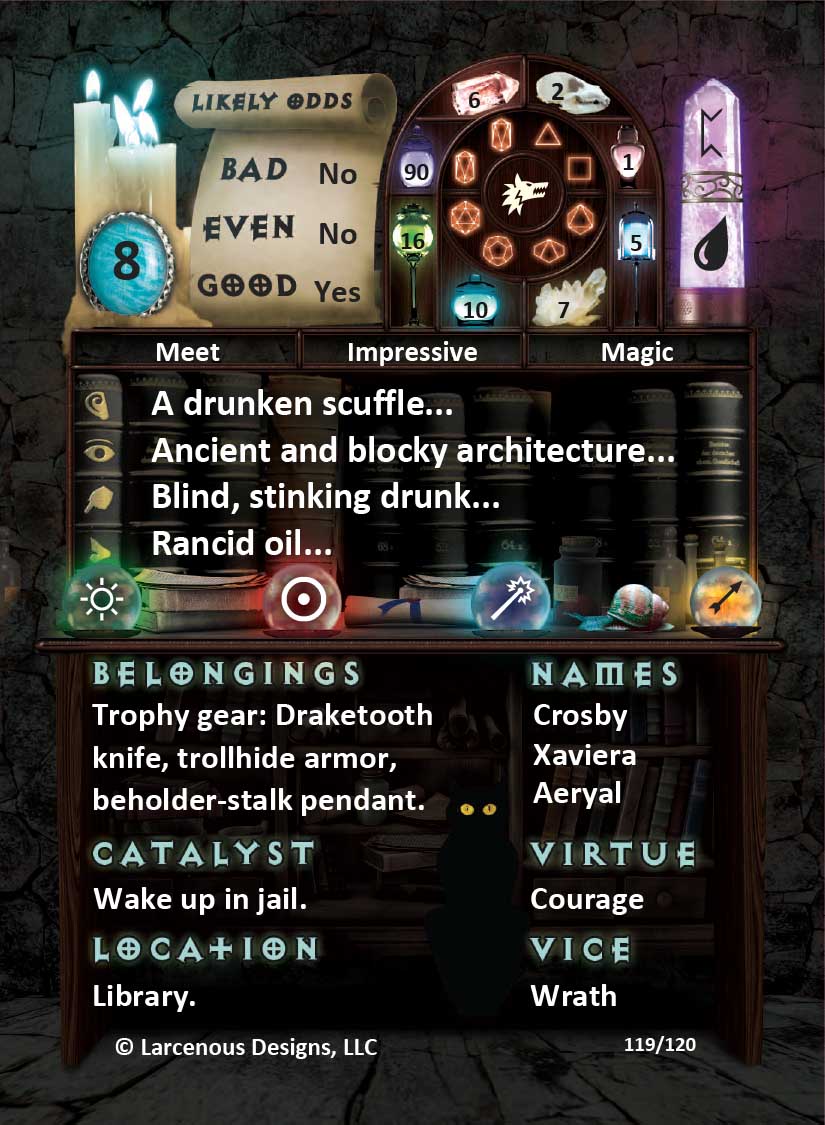 LIKELY ODDS
BAD No
EVEN No
GOOD Yes
8
6
2
90
1
16
5
10
7
Meet Impressive Magic
A drunken scuffle...
Ancient and blocky architecture...
Blind, stinking drunk...
Rancid oil...
BELONGINGS
Trophy gear: Draketooth
knife, trollhide armor,
beholder-stalk pendant.
NAMES
Crosby
Xaviera
Aeryal
CATALYST
Wake up in jail.
VIRTUE
Courage
LOCATION
Library.
VICE
Wrath
© Larcenous Designs, LLC
119/120